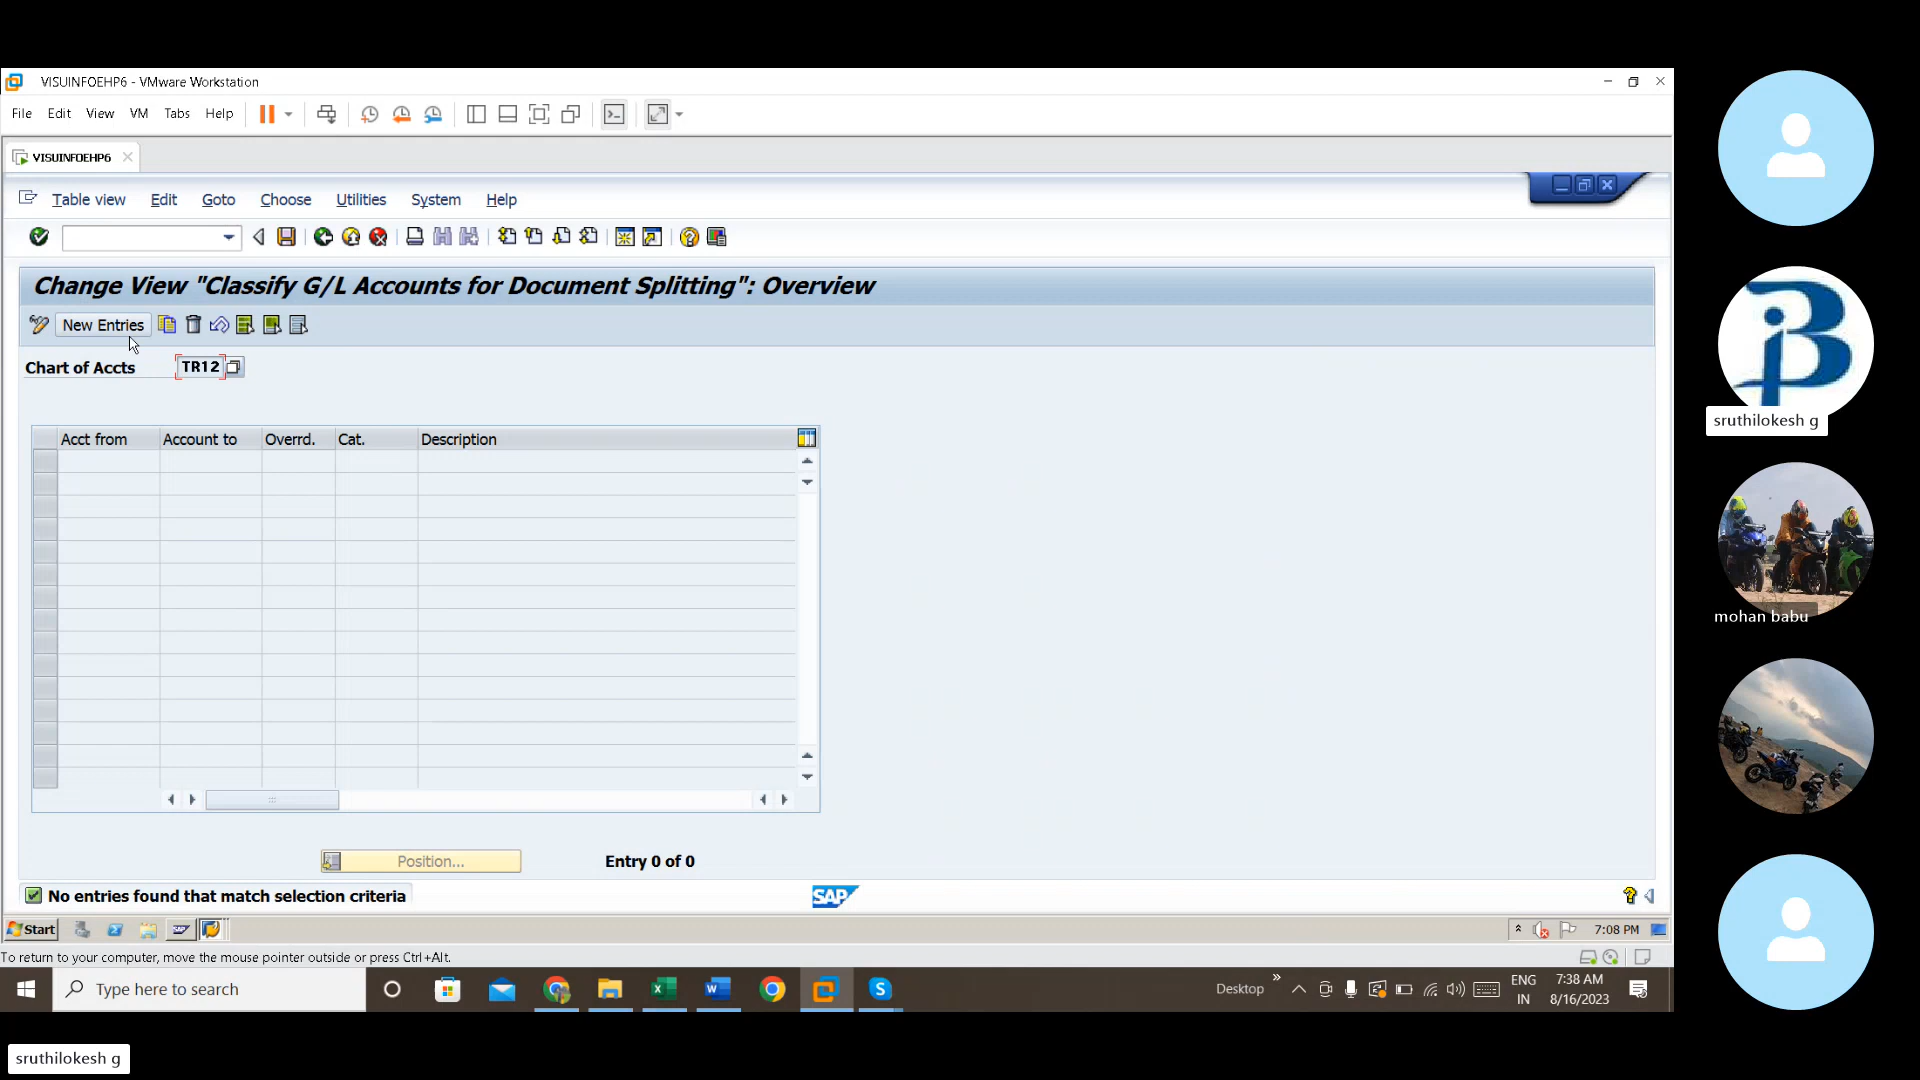 VISUINFOEHP6 - VMware Workstation
File Edit View VM Tabs Help
VISUINFOEHP6
Table view Edit Goto Choose Utilities System Help
Change View "Classify G/L Accounts for Document Splitting": Overview
New Entries
Chart of Accts TR12
Acct from Account to Overrd. Cat. Description
Position... Entry 0 of 0
No entries found that match selection criteria
SAP
Start
7:08 PM
To return to your computer, move the mouse pointer outside or press Ctrl+Alt.
Type here to search
Desktop
ENG
IN
7:38 AM
8/16/2023
sruthilokesh g
mohan babu
sruthilokesh g